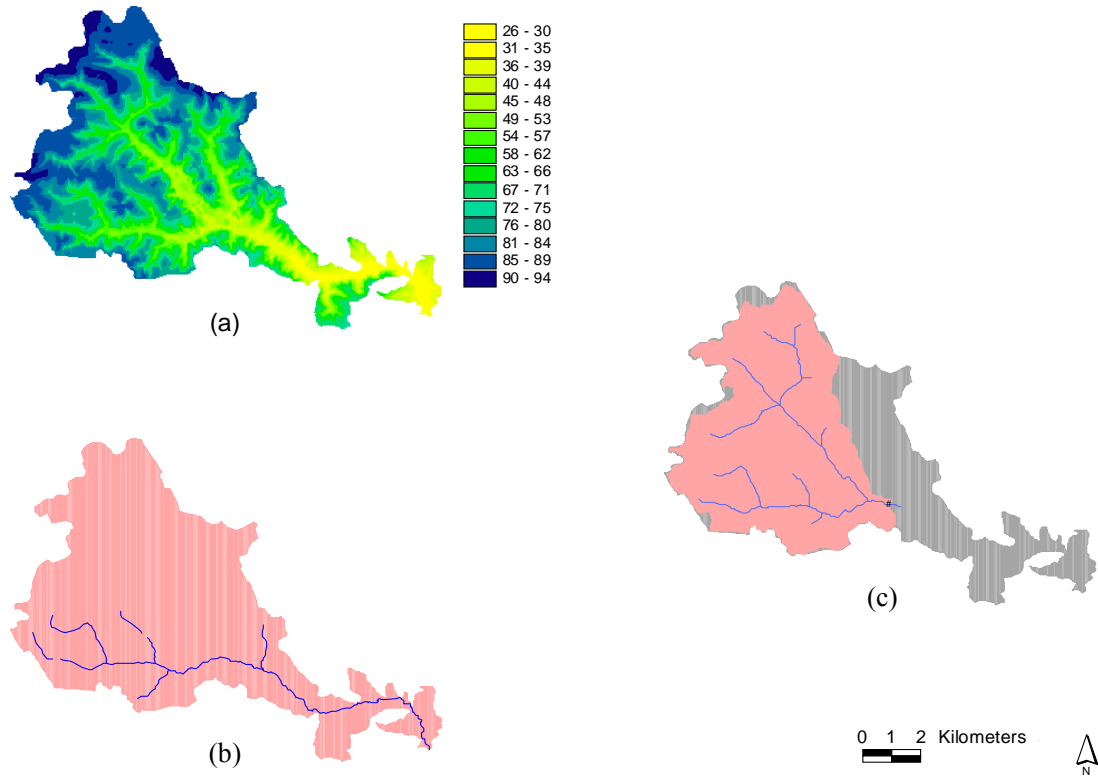 26 - 30
31 - 35
36 - 39
40 - 44
45 - 48
49 - 53
54 - 57
58 - 62
63 - 66
67 - 71
72 - 75
76 - 80
81 - 84
85 - 89
90 - 94
(a)
#
(c)
(b)
0 1 2 Kilometers
N